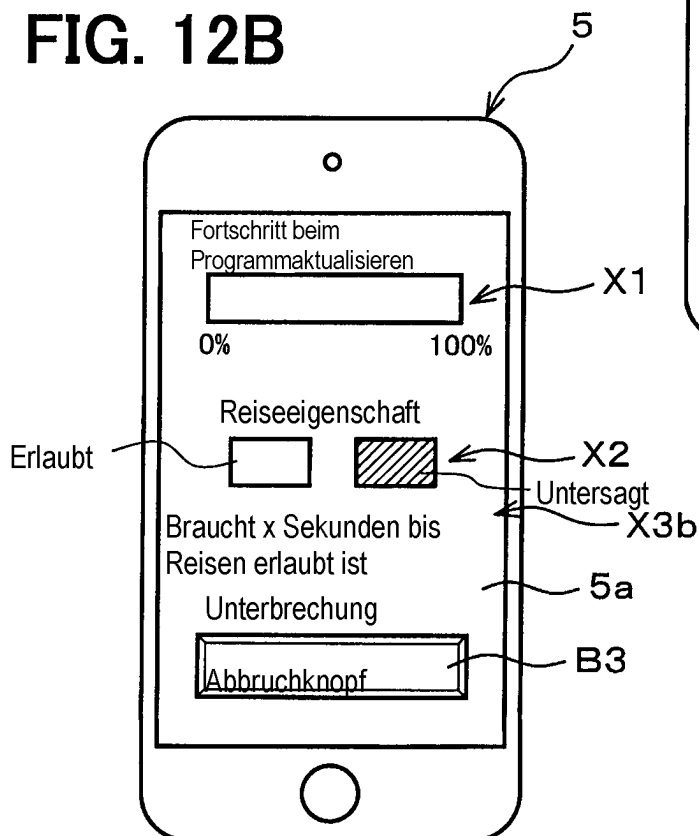 FIG. 12B
5
Fortschritt beim
Programmaktualisieren
X1
0% 100%
Reiseeigenschaft
Erlaubt
X2
Untersagt
X3b
Braucht x Sekunden bis
Reisen erlaubt ist
5a
Unterbrechung
B3
Abbruchknopf